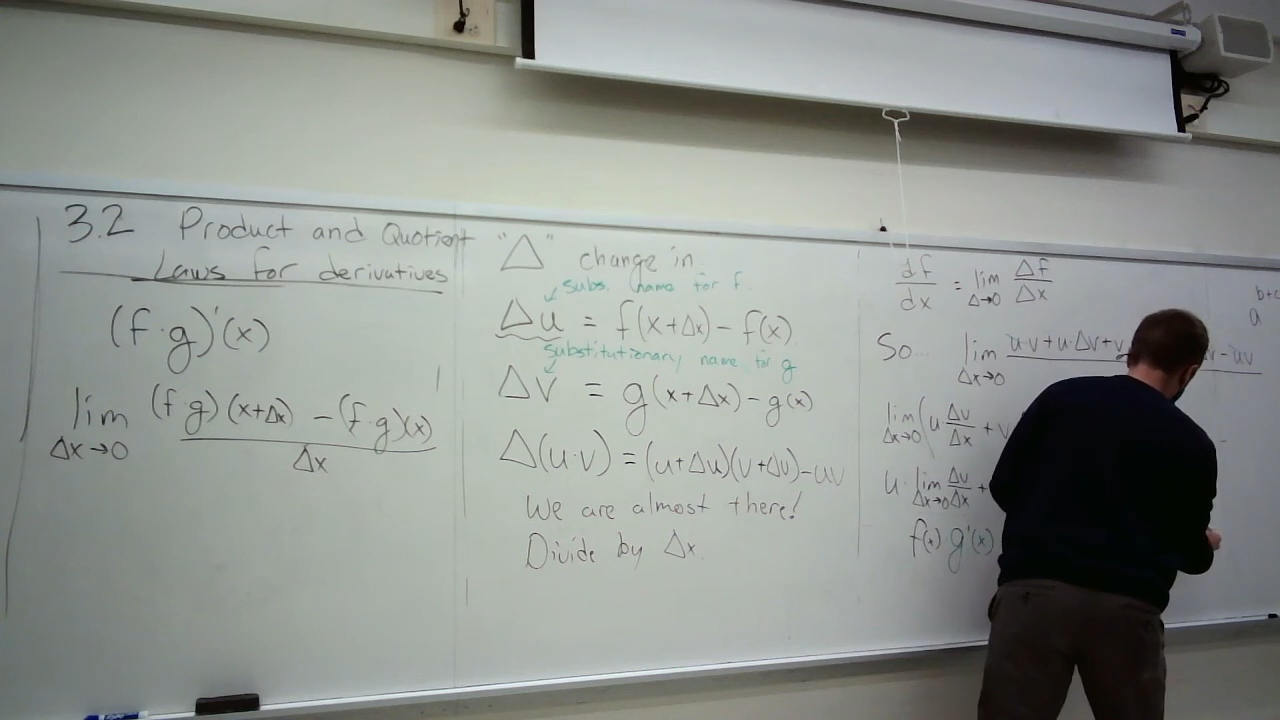 3.2 Product and Quotient
Laws for derivatives
(f·g)'(x)
lim Δx→0 (f·g)(x+Δx) − (f·g)(x)
Δx
"Δ" change in
subs. name for f
Δu = f(x+Δx) − f(x)
substitutionary name for g
Δv = g(x+Δx) − g(x)
Δ(u·v) = (u+Δu)(v+Δv) − uv
We are almost there!
Divide by Δx.
df/dx = lim Δ→0 Δf/Δx
So... lim Δx→0 u·v+u·Δv+v v − uv
lim Δx→0 (u Δv/Δx + v
u· lim Δx→0 Δv/Δx +
f(x) g'(x)
b+c
a